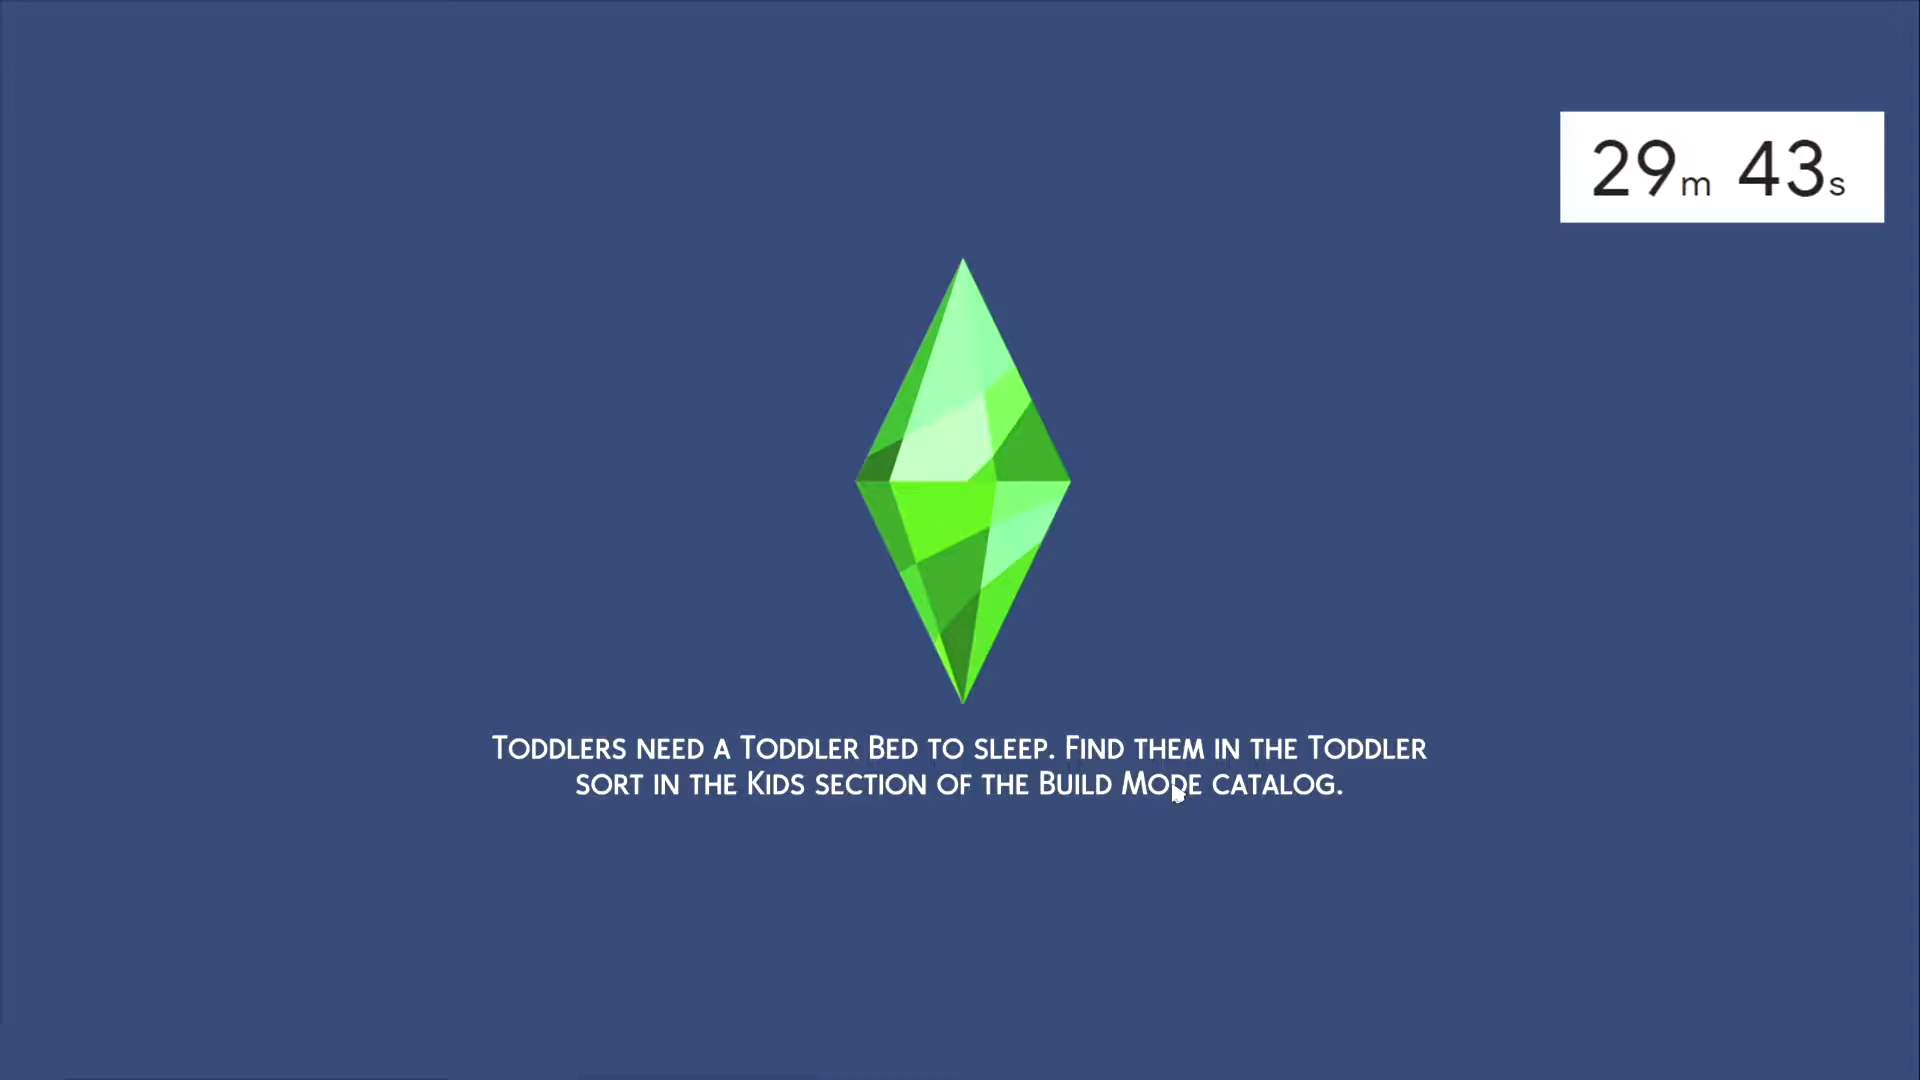 29m 43s
Toddlers need a Toddler Bed to sleep. Find them in the Toddler
sort in the Kids section of the Build Mode catalog.